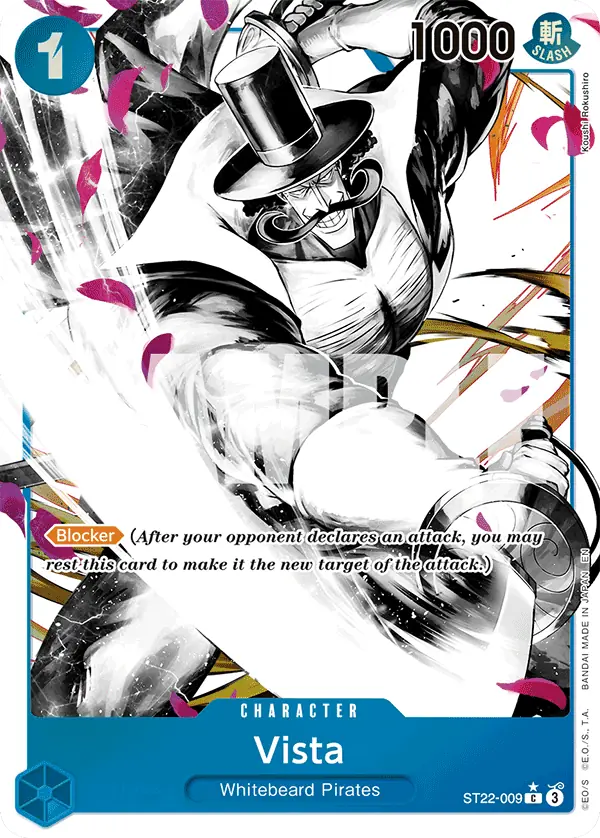 1
1000
斬
SLASH
Koushi Rokushiro
SAMPLE
Blocker (After your opponent declares an attack, you may
rest this card to make it the new target of the attack.)
©E.O./S., T.A. BANDAI MADE IN JAPAN EN
©EO/S
CHARACTER
Vista
Whitebeard Pirates
ST22-009 C 3